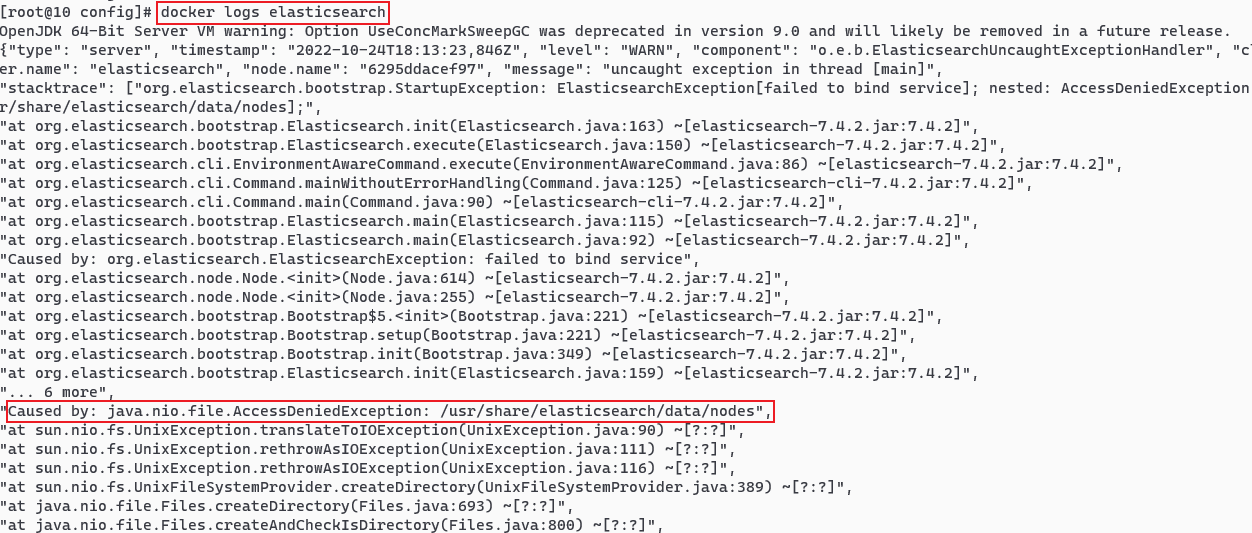 [root@10 config]# docker logs elasticsearch
OpenJDK 64-Bit Server VM warning: Option UseConcMarkSweepGC was deprecated in version 9.0 and will likely be removed in a future release.
{"type": "server", "timestamp": "2022-10-24T18:13:23,846Z", "level": "WARN", "component": "o.e.b.ElasticsearchUncaughtExceptionHandler", "cl
er.name": "elasticsearch", "node.name": "6295ddacef97", "message": "uncaught exception in thread [main]",
"stacktrace": ["org.elasticsearch.bootstrap.StartupException: ElasticsearchException[failed to bind service]; nested: AccessDeniedException
r/share/elasticsearch/data/nodes];",
"at org.elasticsearch.bootstrap.Elasticsearch.init(Elasticsearch.java:163) ~[elasticsearch-7.4.2.jar:7.4.2]",
"at org.elasticsearch.bootstrap.Elasticsearch.execute(Elasticsearch.java:150) ~[elasticsearch-7.4.2.jar:7.4.2]",
"at org.elasticsearch.cli.EnvironmentAwareCommand.execute(EnvironmentAwareCommand.java:86) ~[elasticsearch-7.4.2.jar:7.4.2]",
"at org.elasticsearch.cli.Command.mainWithoutErrorHandling(Command.java:125) ~[elasticsearch-cli-7.4.2.jar:7.4.2]",
"at org.elasticsearch.cli.Command.main(Command.java:90) ~[elasticsearch-cli-7.4.2.jar:7.4.2]",
"at org.elasticsearch.bootstrap.Elasticsearch.main(Elasticsearch.java:115) ~[elasticsearch-7.4.2.jar:7.4.2]",
"at org.elasticsearch.bootstrap.Elasticsearch.main(Elasticsearch.java:92) ~[elasticsearch-7.4.2.jar:7.4.2]",
"Caused by: org.elasticsearch.ElasticsearchException: failed to bind service",
"at org.elasticsearch.node.Node.<init>(Node.java:614) ~[elasticsearch-7.4.2.jar:7.4.2]",
"at org.elasticsearch.node.Node.<init>(Node.java:255) ~[elasticsearch-7.4.2.jar:7.4.2]",
"at org.elasticsearch.bootstrap.Bootstrap$5.<init>(Bootstrap.java:221) ~[elasticsearch-7.4.2.jar:7.4.2]",
"at org.elasticsearch.bootstrap.Bootstrap.setup(Bootstrap.java:221) ~[elasticsearch-7.4.2.jar:7.4.2]",
"at org.elasticsearch.bootstrap.Bootstrap.init(Bootstrap.java:349) ~[elasticsearch-7.4.2.jar:7.4.2]",
"at org.elasticsearch.bootstrap.Elasticsearch.init(Elasticsearch.java:159) ~[elasticsearch-7.4.2.jar:7.4.2]",
"... 6 more",
"Caused by: java.nio.file.AccessDeniedException: /usr/share/elasticsearch/data/nodes",
"at sun.nio.fs.UnixException.translateToIOException(UnixException.java:90) ~[?:?]",
"at sun.nio.fs.UnixException.rethrowAsIOException(UnixException.java:111) ~[?:?]",
"at sun.nio.fs.UnixException.rethrowAsIOException(UnixException.java:116) ~[?:?]",
"at sun.nio.fs.UnixFileSystemProvider.createDirectory(UnixFileSystemProvider.java:389) ~[?:?]",
"at java.nio.file.Files.createDirectory(Files.java:693) ~[?:?]",
"at java.nio.file.Files.createAndCheckIsDirectory(Files.java:800) ~[?:?]",